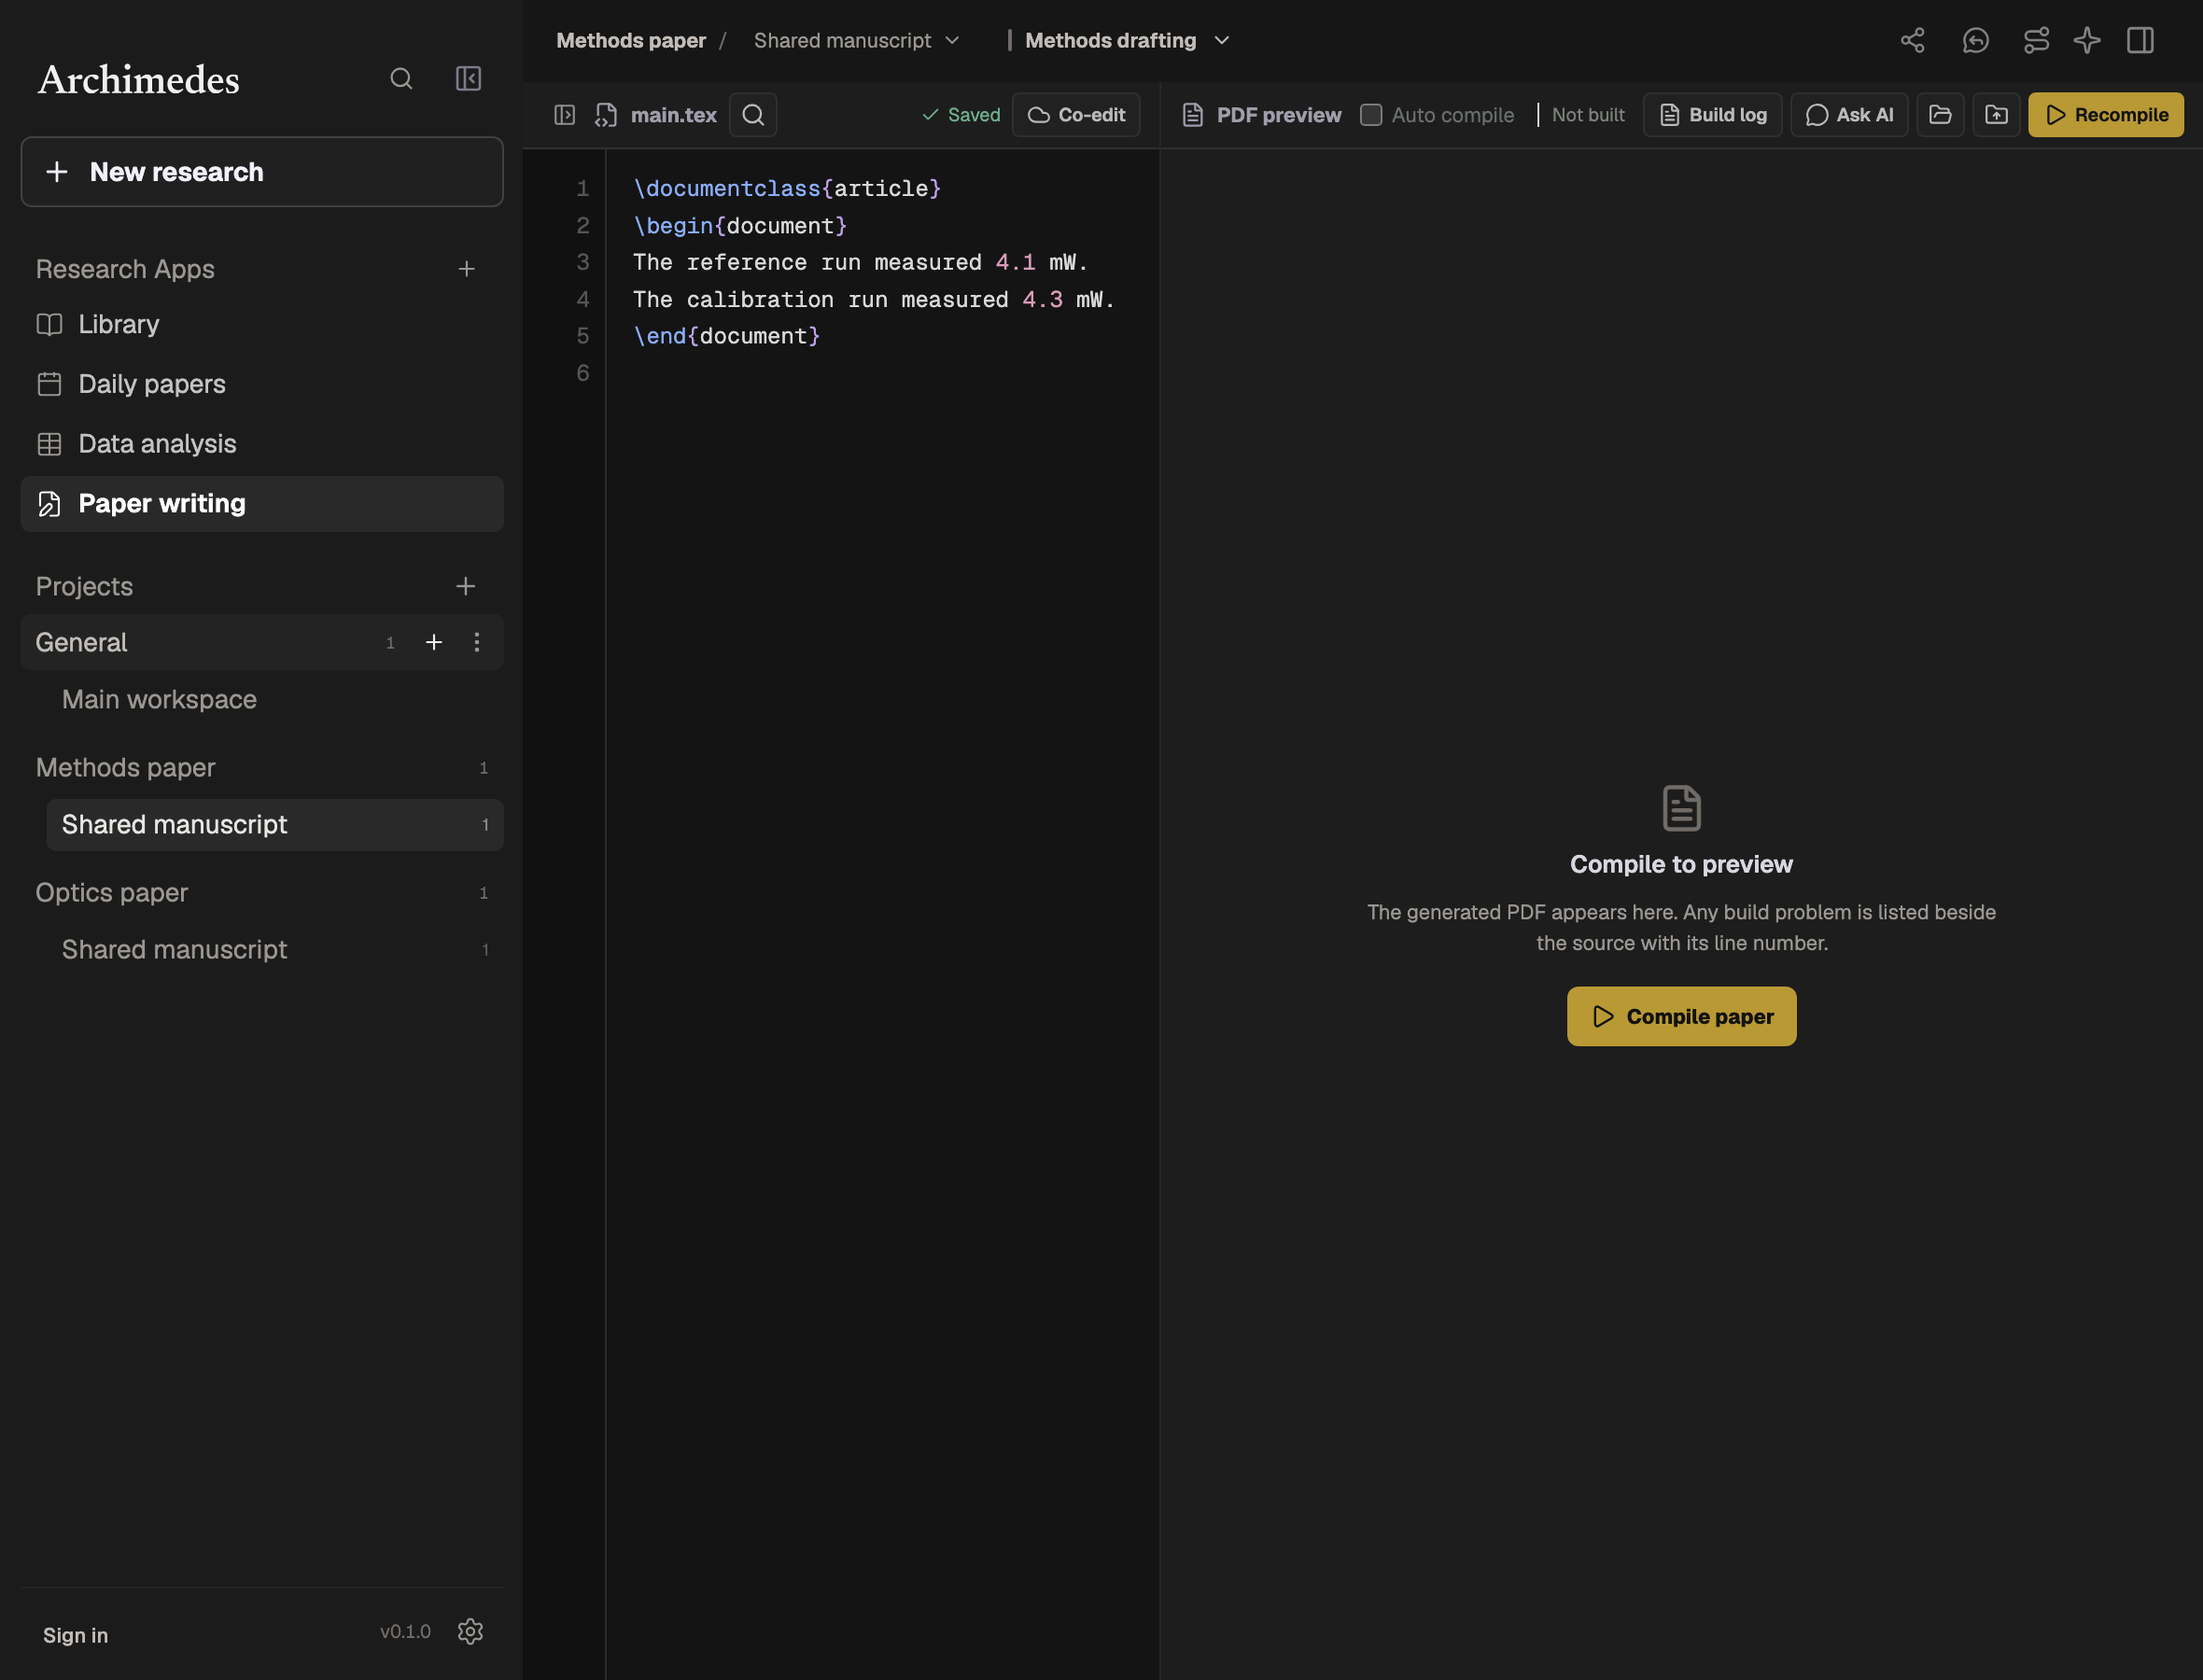 Archimedes
New research
Research Apps
Library
Daily papers
Data analysis
Paper writing
Projects
General 1
Main workspace
Methods paper 1
Shared manuscript 1
Optics paper 1
Shared manuscript 1
Sign in v0.1.0
Methods paper / Shared manuscript | Methods drafting
main.tex Saved Co-edit
1 \documentclass{article}
2 \begin{document}
3 The reference run measured 4.1 mW.
4 The calibration run measured 4.3 mW.
5 \end{document}
6
PDF preview Auto compile | Not built Build log Ask AI Recompile
Compile to preview
The generated PDF appears here. Any build problem is listed beside
the source with its line number.
Compile paper